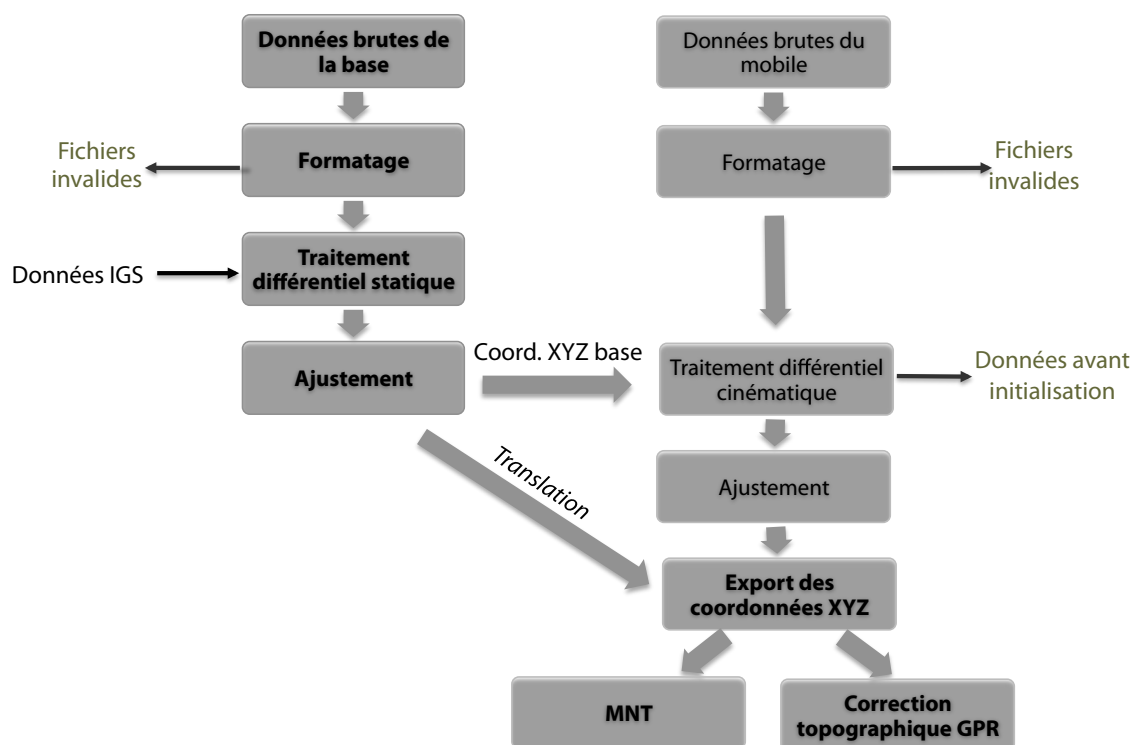 Données brutes de
la base
Données brutes du
mobile
Fichiers
invalides
Formatage
Formatage
Fichiers
invalides
Données IGS
Traitement
différentiel statique
Ajustement
Coord. XYZ base
Traitement différentiel
cinématique
Données avant
initialisation
Translation
Ajustement
Export des
coordonnées XYZ
MNT
Correction
topographique GPR